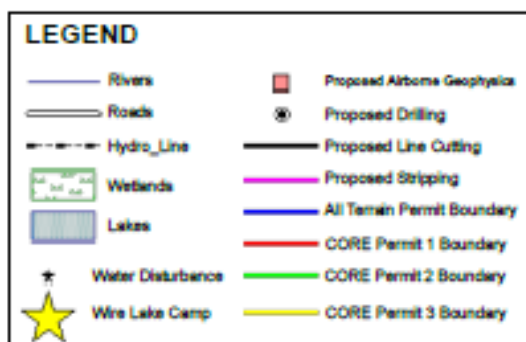 LEGEND
Rivers
Roads
Hydro_Line
Wetlands
Lakes
Water Disturbance
Wire Lake Camp
Proposed Airborne Geophysics
Proposed Drilling
Proposed Line Cutting
Proposed Stripping
All Terrain Permit Boundary
CORE Permit 1 Boundary
CORE Permit 2 Boundary
CORE Permit 3 Boundary